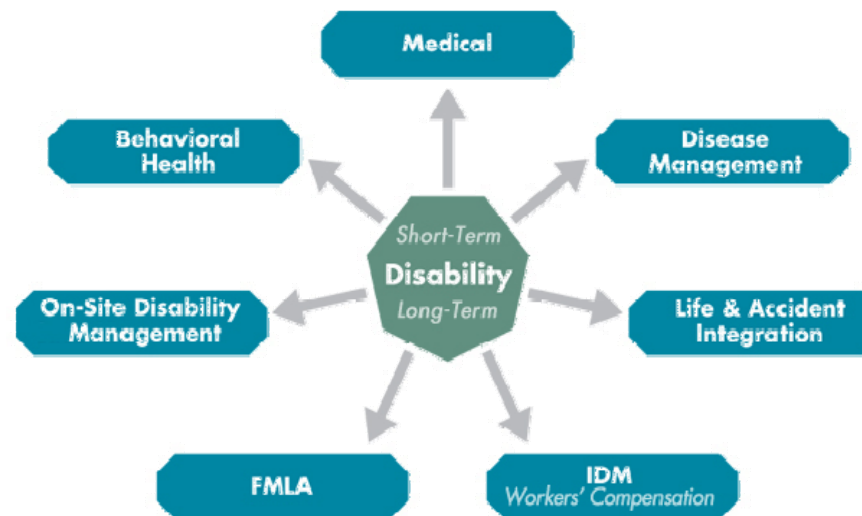 Medical
Behavioral
Health
Disease
Management
Short-Term
Disability
Long-Term
On-Site Disability
Management
Life & Accident
Integration
FMLA
IDM
Workers' Compensation